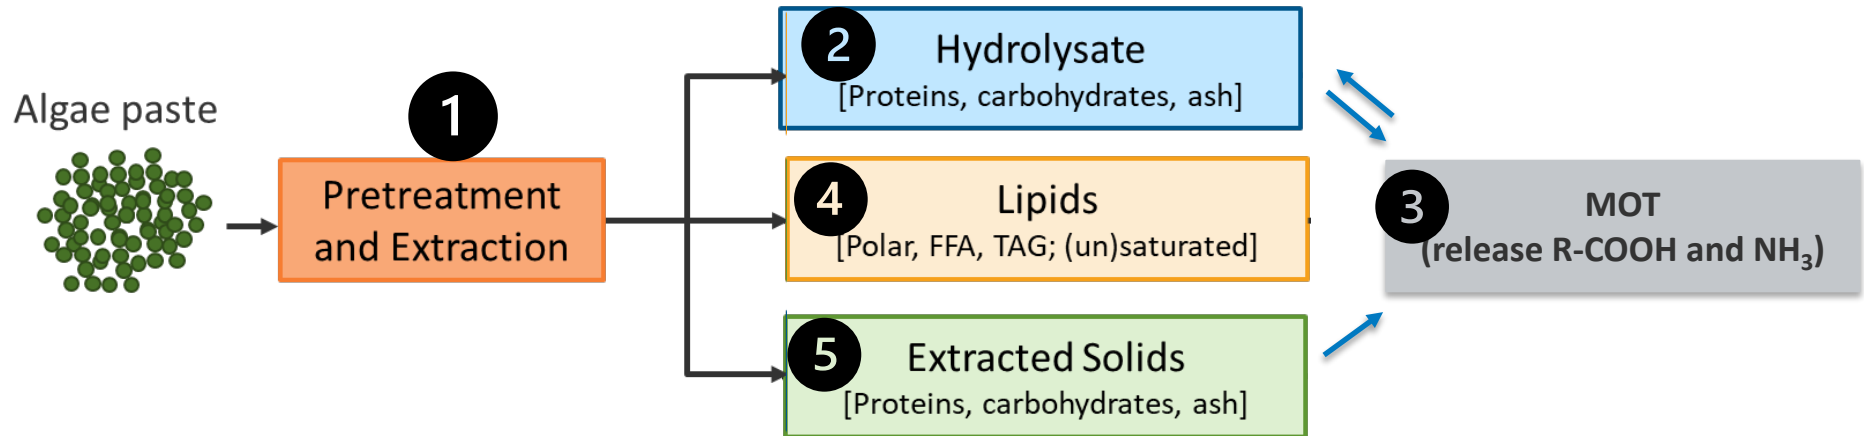 Algae paste
1
Pretreatment
and Extraction
2
Hydrolysate
[Proteins, carbohydrates, ash]
4
Lipids
[Polar, FFA, TAG; (un)saturated]
5
Extracted Solids
[Proteins, carbohydrates, ash]
3
MOT
(release R-COOH and NH₃)